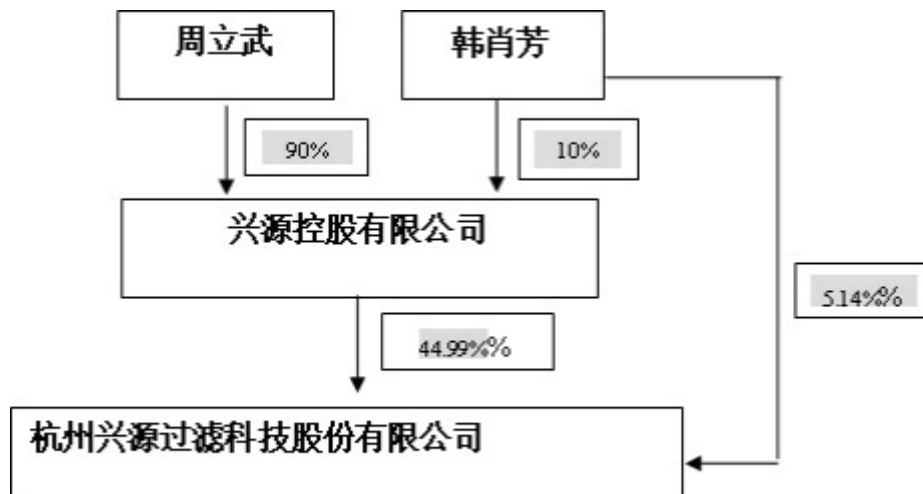 周立武
韩肖芳
90%
10%
兴源控股有限公司
5.14%%
44.99%%
杭州兴源过滤科技股份有限公司